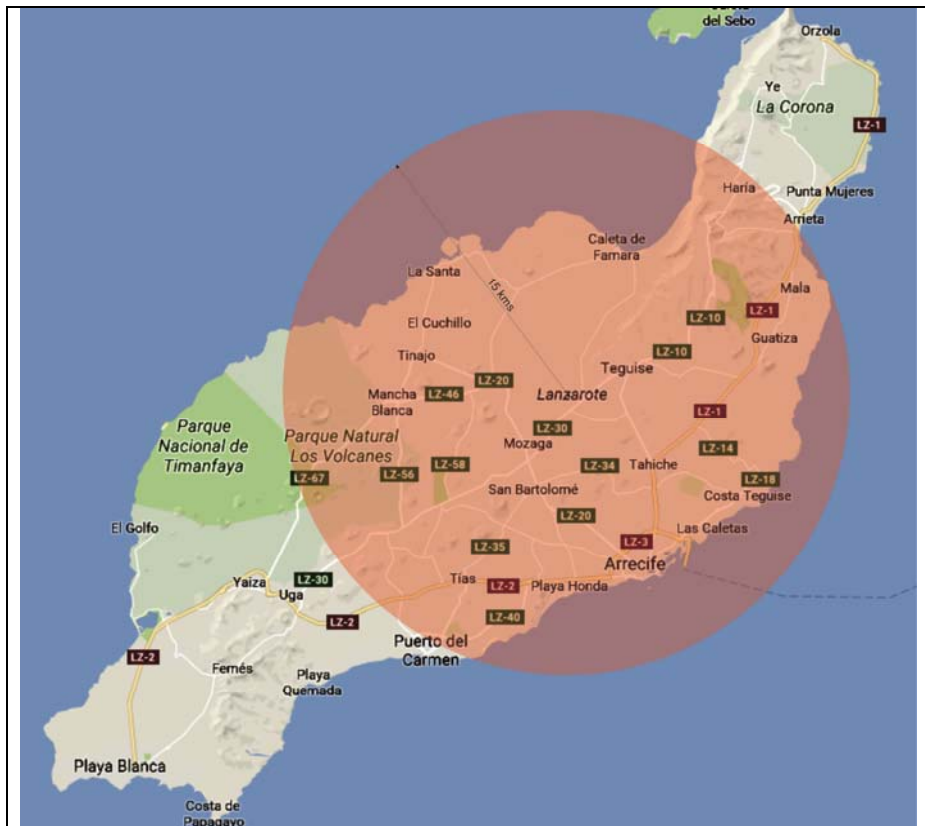 del Sebo
Orzola
Ye
La Corona
LZ-1
Haría
Punta Mujeres
Arrieta
Caleta de
Famara
La Santa
15 kms
Mala
El Cuchillo
LZ-10
LZ-1
Guatiza
Tinajo
LZ-10
Teguise
LZ-20
Mancha
Blanca
LZ-46
Lanzarote
LZ-1
Parque
Nacional de
Timanfaya
Parque Natural
Los Volcanes
LZ-30
Mozaga
LZ-14
LZ-67
LZ-56
LZ-58
LZ-34
Tahiche
LZ-18
San Bartolomé
Costa Teguise
El Golfo
LZ-20
Las Caletas
LZ-35
LZ-3
Arrecife
Yaiza
LZ-30
Tías
LZ-2
Playa Honda
Uga
LZ-2
LZ-40
Puerto del
Carmen
LZ-2
Femés
Playa
Quemada
Playa Blanca
Costa de
Papagayo